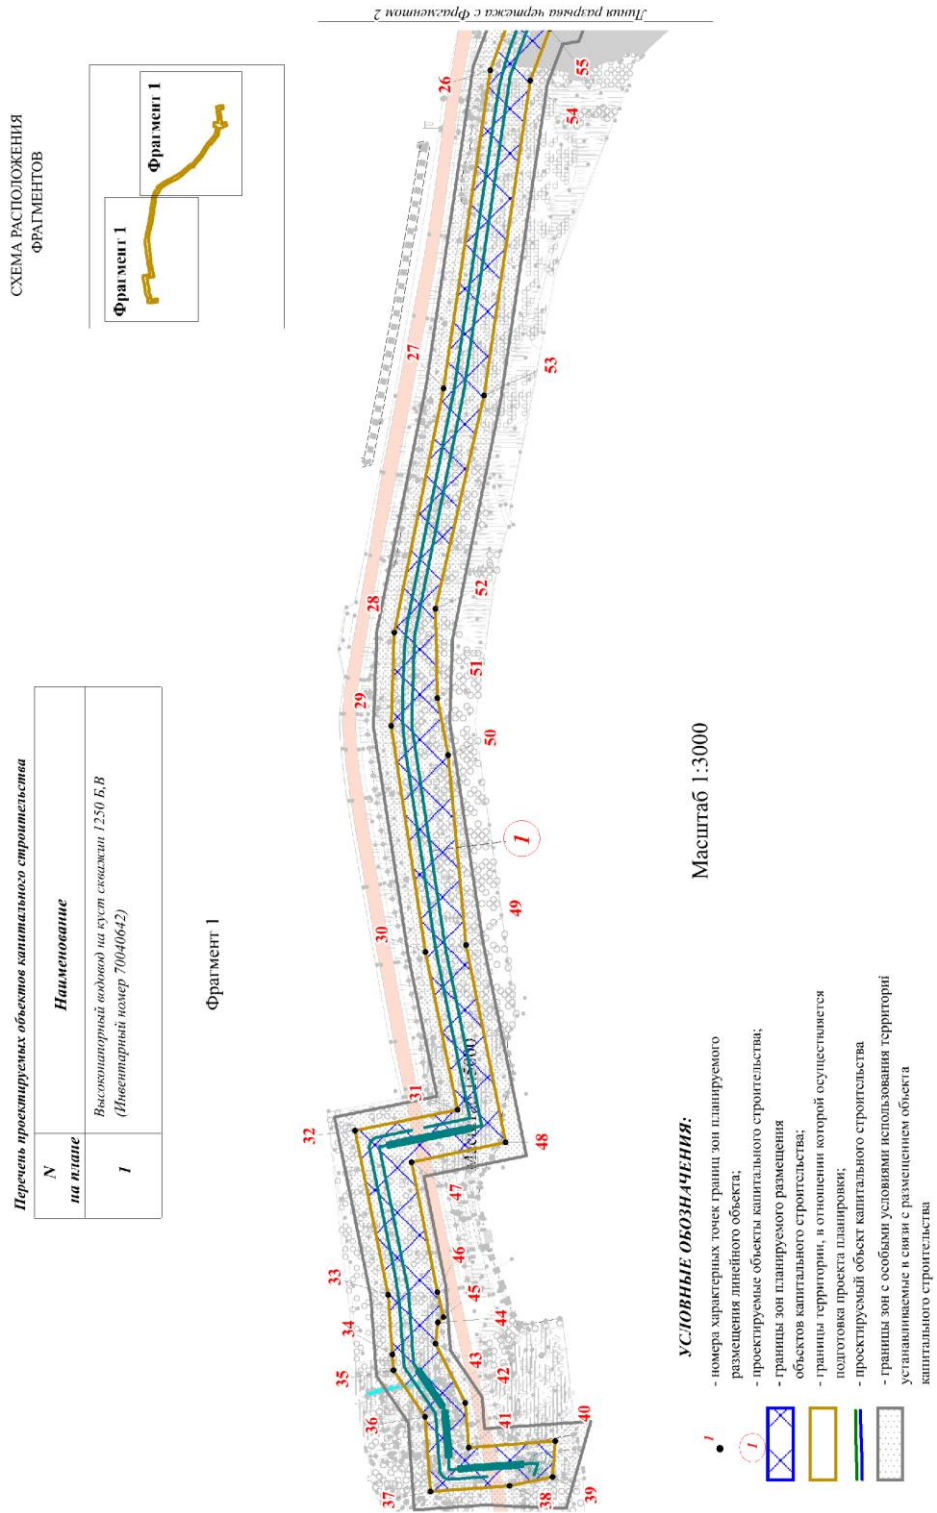 Перечень проектируемых объектов капитального строительства
N
на плане
Наименование
1
Высоконапорный водовод на куст скважин 1250 Б,В
(Инвентарный номер 70040642)
СХЕМА РАСПОЛОЖЕНИЯ
ФРАГМЕНТОВ
Фрагмент 1
Фрагмент 1
Фрагмент 1
Линия разрыва чертежа с Фрагментом 2
26
27
28
29
30
31
32
33
34
35
36
37
38
39
40
41
42
43
44
45
46
47
48
49
50
51
52
53
54
55
1
Масштаб 1:3000
УСЛОВНЫЕ ОБОЗНАЧЕНИЯ:
1
- номера характерных точек границ зон планируемого
размещения линейного объекта;
1
- проектируемые объекты капитального строительства;
- границы зон планируемого размещения
объектов капитального строительства;
- границы территории, в отношении которой осуществляется
подготовка проекта планировки;
- проектируемый объект капитального строительства
- границы зон с особыми условиями использования территориі
устанавливаемые в связи с размещением объекта
капитального строительства